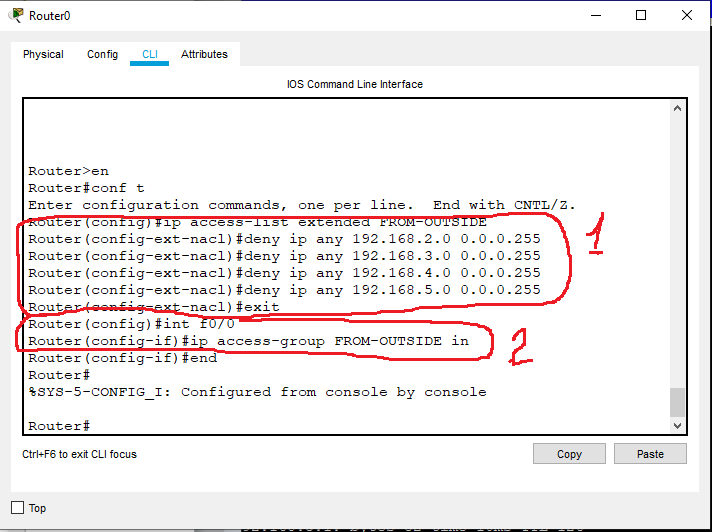 Router0
Physical Config CLI Attributes
IOS Command Line Interface
Router>en
Router#conf t
Enter configuration commands, one per line.  End with CNTL/Z.
Router(config)#ip access-list extended FROM-OUTSIDE
Router(config-ext-nacl)#deny ip any 192.168.2.0 0.0.0.255
Router(config-ext-nacl)#deny ip any 192.168.3.0 0.0.0.255
Router(config-ext-nacl)#deny ip any 192.168.4.0 0.0.0.255
Router(config-ext-nacl)#deny ip any 192.168.5.0 0.0.0.255
Router(config-ext-nacl)#exit
1
Router(config)#int f0/0
Router(config-if)#ip access-group FROM-OUTSIDE in
2
Router(config-if)#end
Router#
%SYS-5-CONFIG_I: Configured from console by console
Router#
Ctrl+F6 to exit CLI focus
Copy Paste
Top